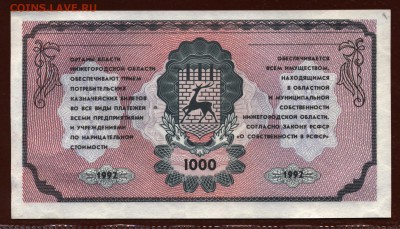 COINS.LAVE.RU
ОРГАНЫ ВЛАСТИ
НИЖЕГОРОДСКОЙ ОБЛАСТИ
ОБЕСПЕЧИВАЮТ ПРИЕМ
ПОТРЕБИТЕЛЬСКИХ
КАЗНАЧЕЙСКИХ БИЛЕТОВ
ВО ВСЕ ВИДЫ ПЛАТЕЖЕЙ
ВСЕМИ ПРЕДПРИЯТИЯМИ
И УЧРЕЖДЕНИЯМИ
ПО НАРИЦАТЕЛЬНОЙ
СТОИМОСТИ
1992
1000
ОБЕСПЕЧИВАЕТСЯ
ВСЕМ ИМУЩЕСТВОМ,
НАХОДЯЩИМСЯ
В ОБЛАСТНОЙ
И МУНИЦИПАЛЬНОЙ
СОБСТВЕННОСТИ
НИЖЕГОРОДСКОЙ ОБЛАСТИ,
СОГЛАСНО ЗАКОНУ РСФСР
"О СОБСТВЕННОСТИ В РСФСР"
1992